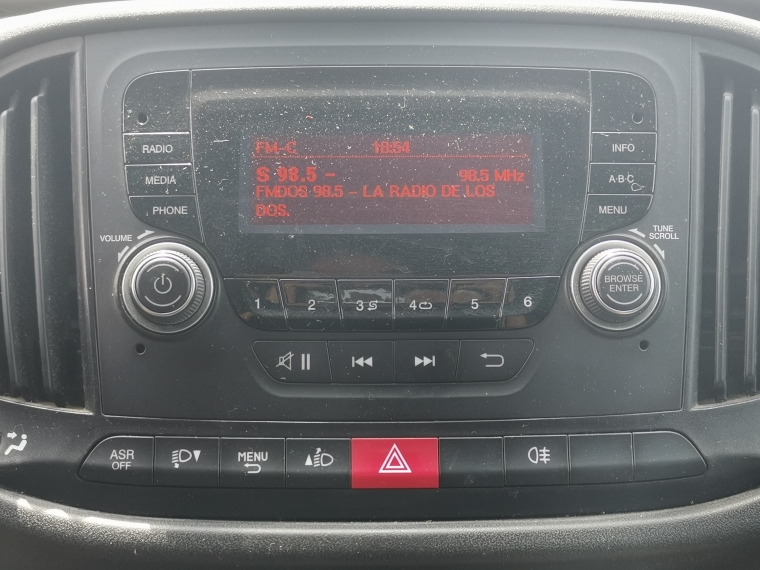 RADIO
MEDIA
PHONE
VOLUME
FM-C 18:54
S 98.5 - 98.5 MHz
FMDOS 98.5 - LA RADIO DE LOS
DOS.
INFO
A·B·C
MENU
TUNE
SCROLL
BROWSE
ENTER
1 2 3 4 5 6
ASR
OFF
MENU